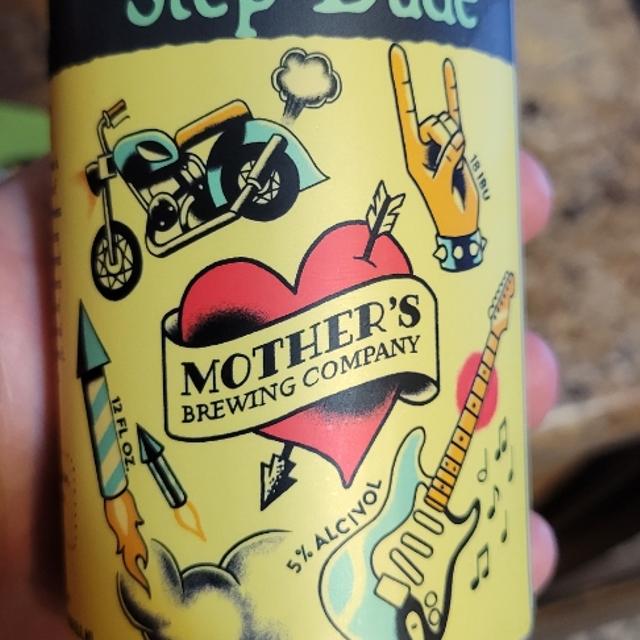 Step Dude
18 IBU
MOTHER'S
BREWING COMPANY
12 FL OZ.
5% ALC|VOL